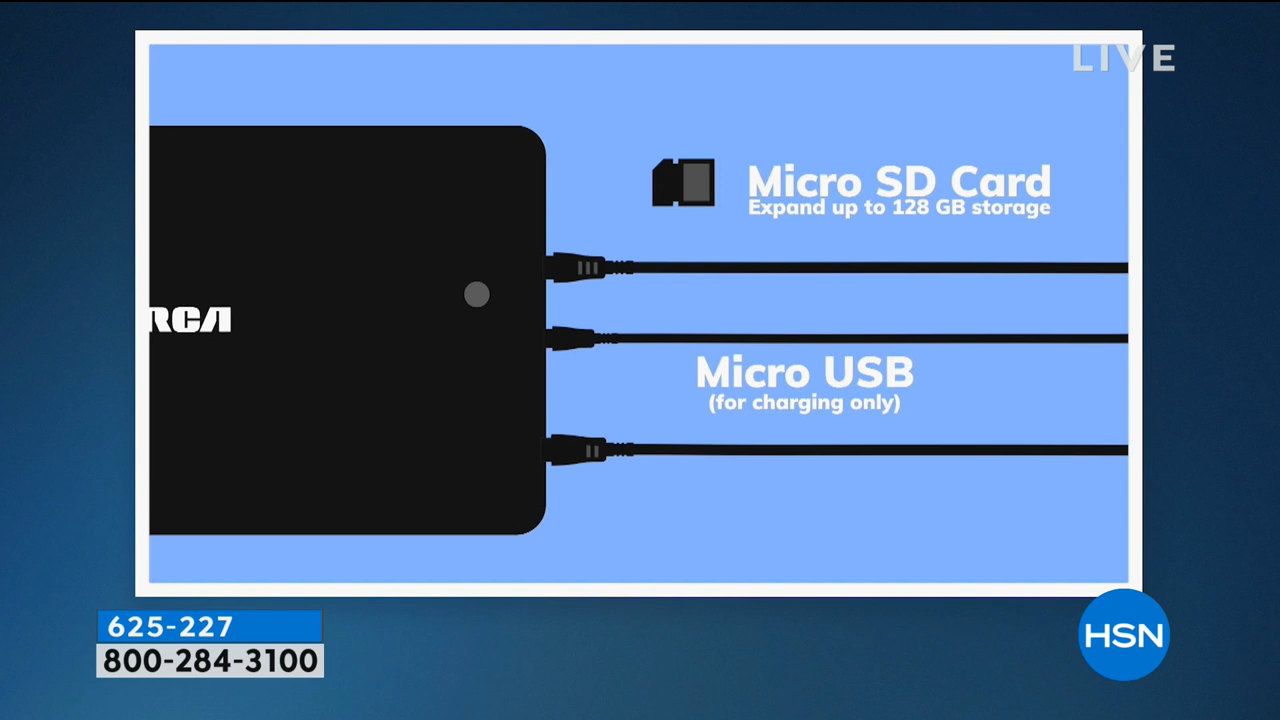 LIVE
Micro SD Card
Expand up to 128 GB storage
RCA
Micro USB
(for charging only)
625-227
800-284-3100
HSN